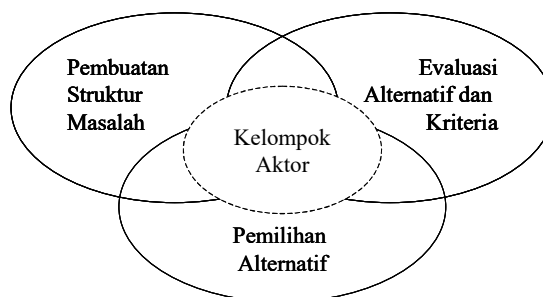 Pembuatan
Struktur
Masalah
Evaluasi
Alternatif dan
Kriteria
Kelompok
Aktor
Pemilihan
Alternatif